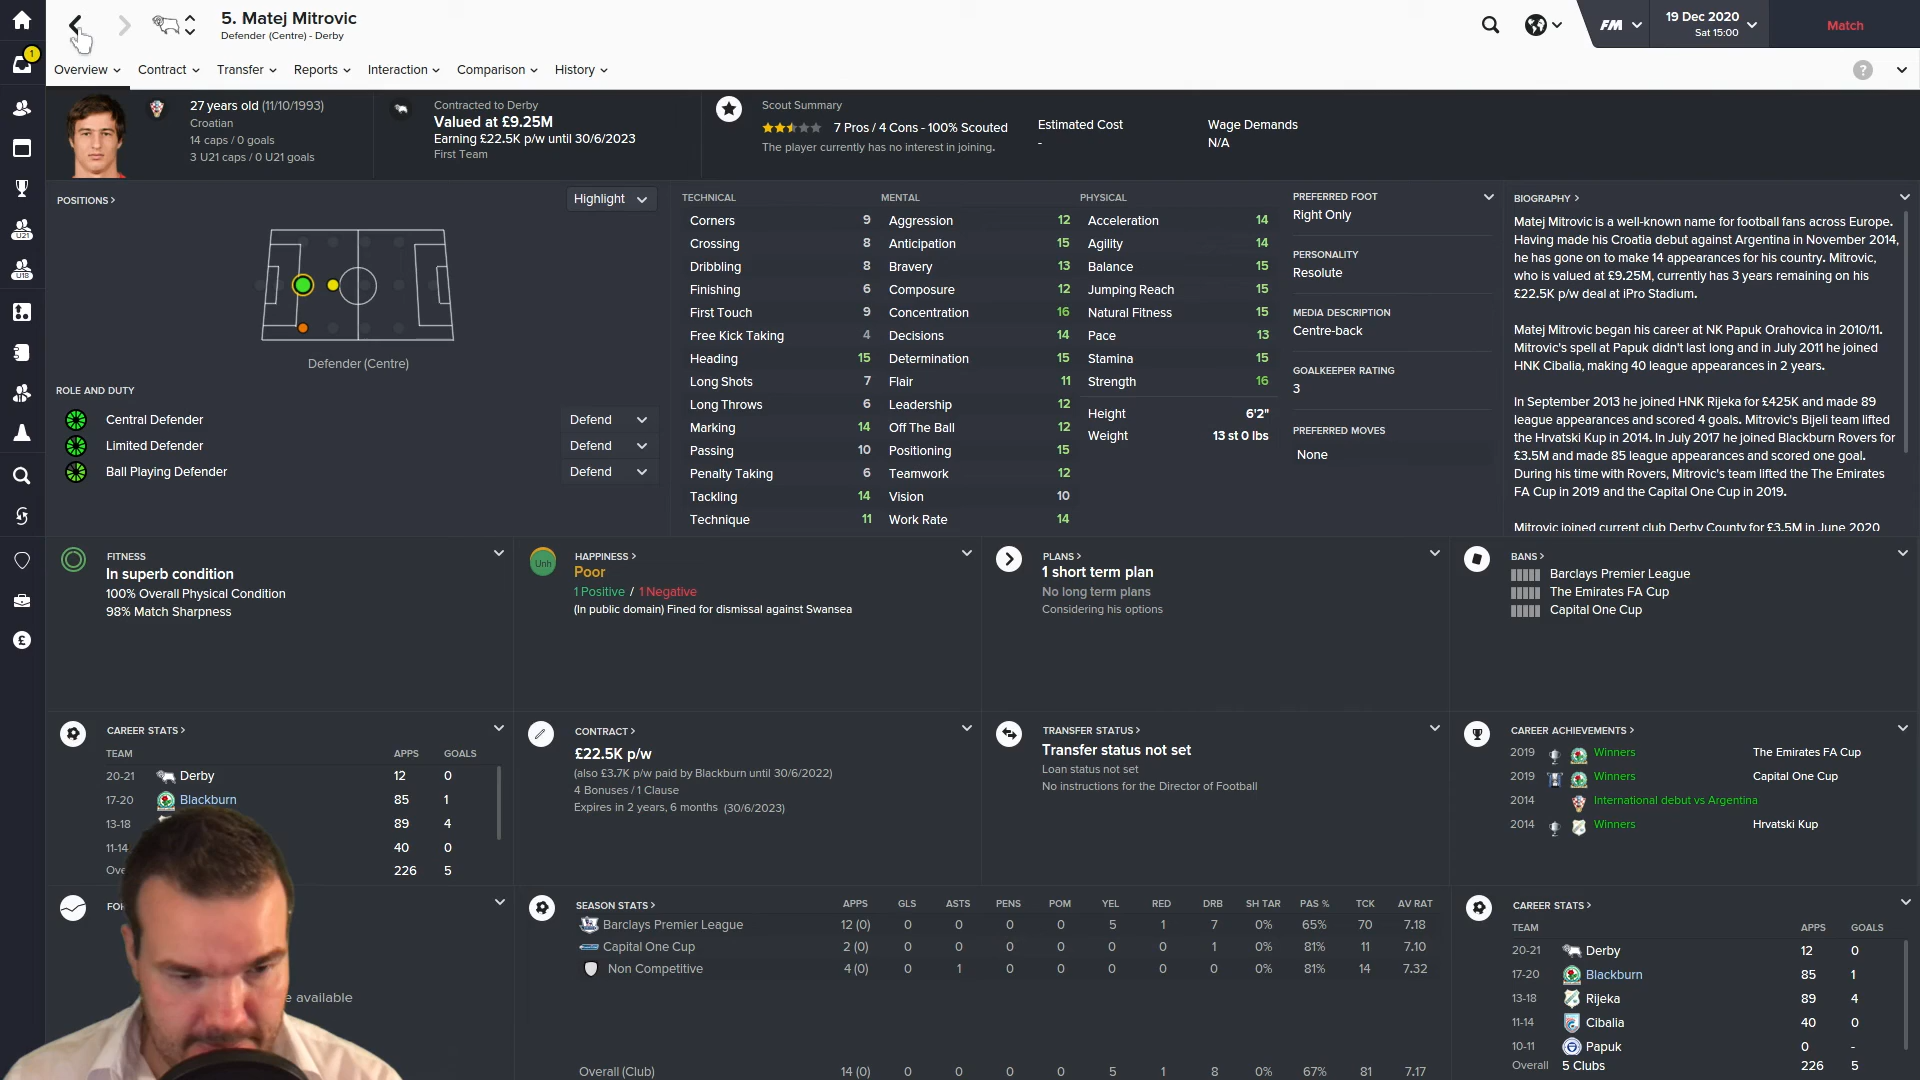 5. Matej Mitrovic
Defender (Centre) - Derby
FM
19 Dec 2020
Sat 15:00
Match
1
Overview
Contract
Transfer
Reports
Interaction
Comparison
History
?
27 years old (11/10/1993)
Croatian
14 caps / 0 goals
3 U21 caps / 0 U21 goals
Contracted to Derby
Valued at £9.25M
Earning £22.5K p/w until 30/6/2023
First Team
Scout Summary
7 Pros / 4 Cons - 100% Scouted
The player currently has no interest in joining.
Estimated Cost
-
Wage Demands
N/A
U21
U18
POSITIONS >
Highlight
Defender (Centre)
ROLE AND DUTY
Central Defender Defend
Limited Defender Defend
Ball Playing Defender Defend
TECHNICAL
Corners 9
Crossing 8
Dribbling 8
Finishing 6
First Touch 9
Free Kick Taking 4
Heading 15
Long Shots 7
Long Throws 6
Marking 14
Passing 10
Penalty Taking 6
Tackling 14
Technique 11
MENTAL
Aggression 12
Anticipation 15
Bravery 13
Composure 12
Concentration 16
Decisions 14
Determination 15
Flair 11
Leadership 12
Off The Ball 12
Positioning 15
Teamwork 12
Vision 10
Work Rate 14
PHYSICAL
Acceleration 14
Agility 14
Balance 15
Jumping Reach 15
Natural Fitness 15
Pace 13
Stamina 15
Strength 16
Height 6'2"
Weight 13 st 0 lbs
PREFERRED FOOT
Right Only
PERSONALITY
Resolute
MEDIA DESCRIPTION
Centre-back
GOALKEEPER RATING
3
PREFERRED MOVES
None
BIOGRAPHY >
Matej Mitrovic is a well-known name for football fans across Europe.
Having made his Croatia debut against Argentina in November 2014,
he has gone on to make 14 appearances for his country. Mitrovic,
who is valued at £9.25M, currently has 3 years remaining on his
£22.5K p/w deal at iPro Stadium.
Matej Mitrovic began his career at NK Papuk Orahovica in 2010/11.
Mitrovic's spell at Papuk didn't last long and in July 2011 he joined
HNK Cibalia, making 40 league appearances in 2 years.
In September 2013 he joined HNK Rijeka for £425K and made 89
league appearances and scored 4 goals. Mitrovic's Bijeli team lifted
the Hrvatski Kup in 2014. In July 2017 he joined Blackburn Rovers for
£3.5M and made 85 league appearances and scored one goal.
During his time with Rovers, Mitrovic's team lifted the The Emirates
FA Cup in 2019 and the Capital One Cup in 2019.
Mitrovic joined current club Derby County for £3.5M in June 2020
FITNESS
In superb condition
100% Overall Physical Condition
98% Match Sharpness
Unh
HAPPINESS >
Poor
1 Positive / 1 Negative
(In public domain) Fined for dismissal against Swansea
PLANS >
1 short term plan
No long term plans
Considering his options
BANS >
Barclays Premier League
The Emirates FA Cup
Capital One Cup
CAREER STATS >
TEAM APPS GOALS
20-21 Derby 12 0
17-20 Blackburn 85 1
13-18 89 4
11-14 40 0
Ove 226 5
CONTRACT >
£22.5K p/w
(also £3.7K p/w paid by Blackburn until 30/6/2022)
4 Bonuses / 1 Clause
Expires in 2 years, 6 months (30/6/2023)
TRANSFER STATUS >
Transfer status not set
Loan status not set
No instructions for the Director of Football
CAREER ACHIEVEMENTS >
2019 Winners The Emirates FA Cup
2019 Winners Capital One Cup
2014 International debut vs Argentina
2014 Winners Hrvatski Kup
available
SEASON STATS > APPS GLS ASTS PENS POM YEL RED DRB SH TAR PAS % TCK AV RAT
Barclays Premier League 12 (0) 0 0 0 0 5 1 7 0% 65% 70 7.18
Capital One Cup 2 (0) 0 0 0 0 0 0 1 0% 81% 11 7.10
Non Competitive 4 (0) 0 1 0 0 0 0 0 0% 81% 14 7.32
Overall (Club) 14 (0) 0 0 0 0 5 1 8 0% 67% 81 7.17
CAREER STATS >
TEAM APPS GOALS
20-21 Derby 12 0
17-20 Blackburn 85 1
13-18 Rijeka 89 4
11-14 Cibalia 40 0
10-11 Papuk 0 -
Overall 5 Clubs 226 5